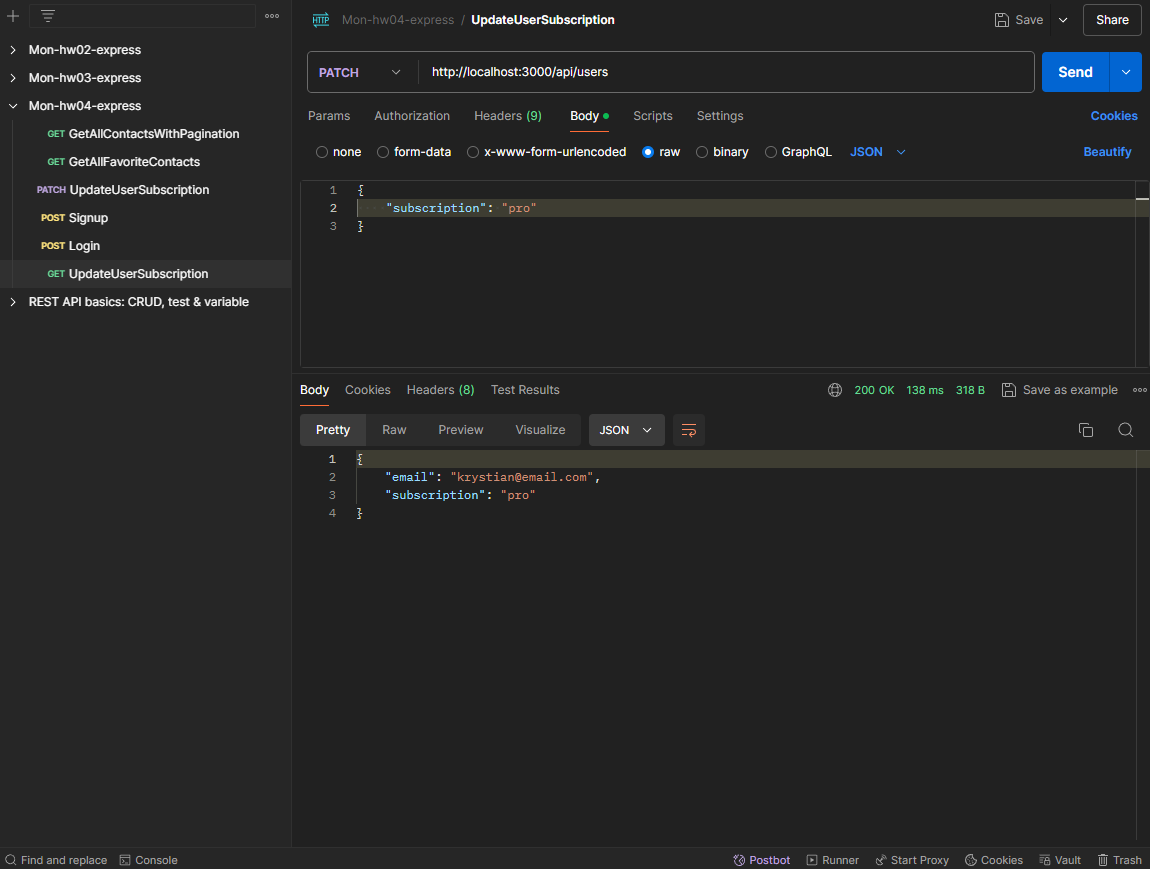 Mon-hw04-express / UpdateUserSubscription
Save
Share
Mon-hw02-express
Mon-hw03-express
Mon-hw04-express
GET GetAllContactsWithPagination
GET GetAllFavoriteContacts
PATCH UpdateUserSubscription
POST Signup
POST Login
GET UpdateUserSubscription
REST API basics: CRUD, test & variable
PATCH http://localhost:3000/api/users
Send
Params Authorization Headers (9) Body Scripts Settings Cookies
none form-data x-www-form-urlencoded raw binary GraphQL JSON Beautify
1 {
2 "subscription": "pro"
3 }
Body Cookies Headers (8) Test Results 200 OK 138 ms 318 B Save as example
Pretty Raw Preview Visualize JSON
1 {
2 "email": "krystian@email.com",
3 "subscription": "pro"
4 }
Find and replace Console Postbot Runner Start Proxy Cookies Vault Trash